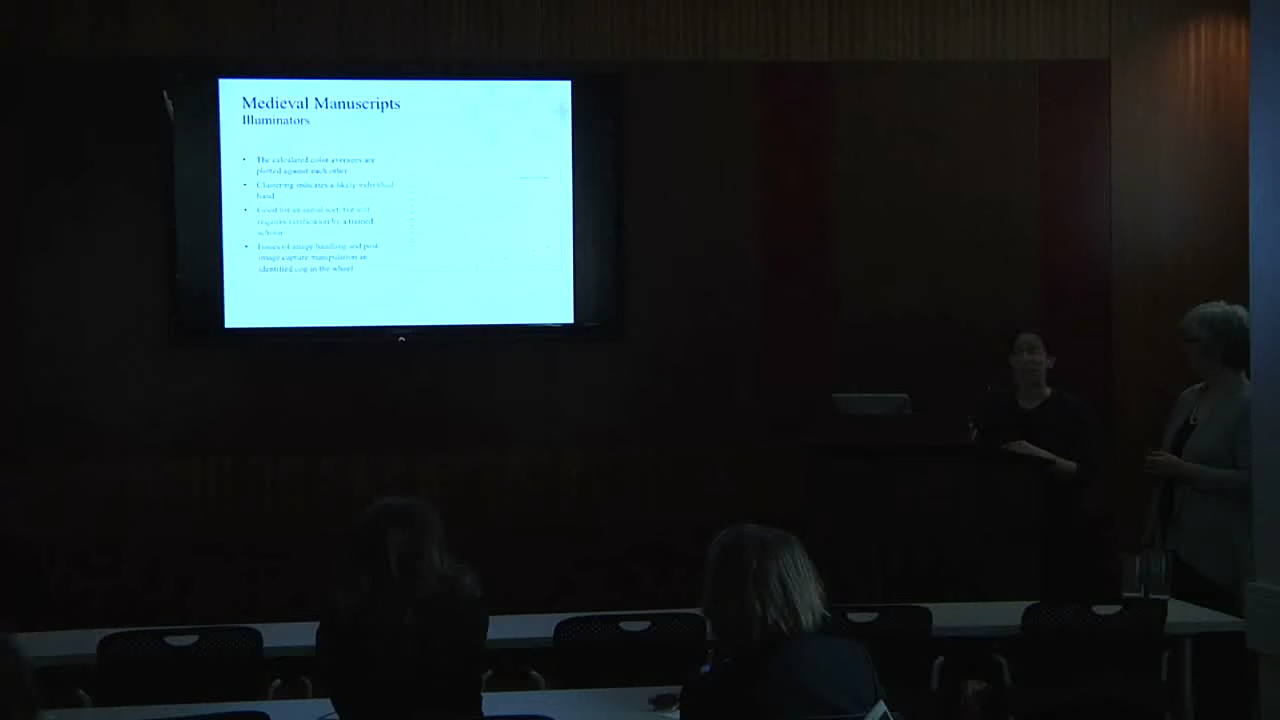 Medieval Manuscripts
Illuminators
• The calculated color averages are
plotted against each other
• Clustering indicates a likely individual
hand
• Good for an initial sort, but still
requires verification by a trained
scholar
• Issues of image handling and post
image capture manipulation an
identified cog in the wheel